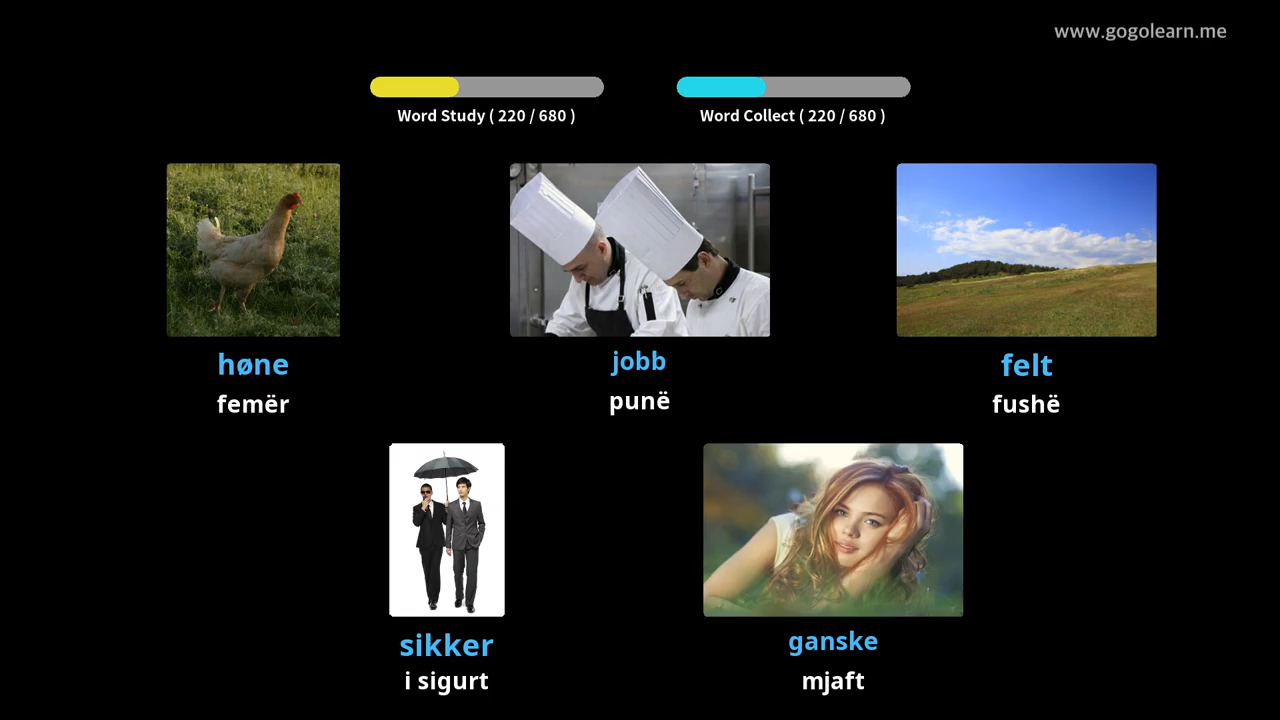 www.gogolearn.me
Word Study ( 220 / 680 )
Word Collect ( 220 / 680 )
høne
femër
jobb
punë
felt
fushë
sikker
i sigurt
ganske
mjaft